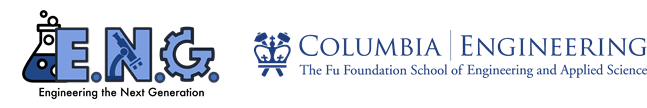 E.N.G.
Engineering the Next Generation
COLUMBIA | ENGINEERING
The Fu Foundation School of Engineering and Applied Science